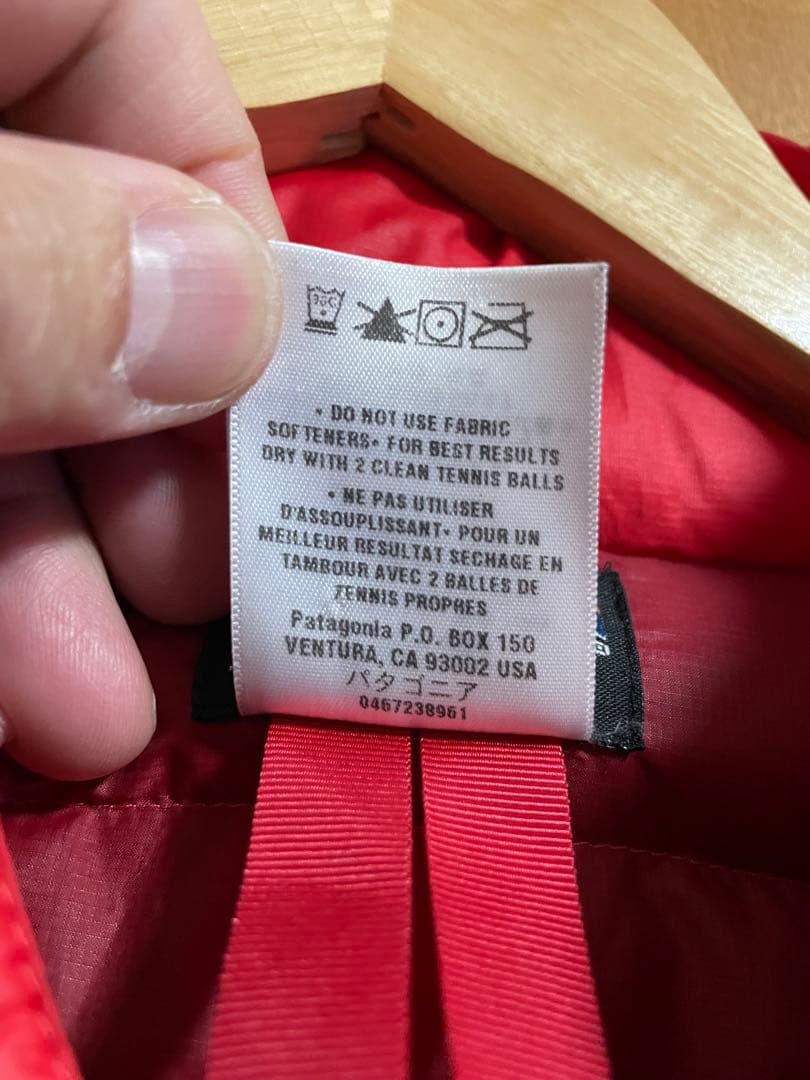 30C
• DO NOT USE FABRIC
SOFTENERS• FOR BEST RESULTS
DRY WITH 2 CLEAN TENNIS BALLS
• NE PAS UTILISER
D'ASSOUPLISSANT• POUR UN
MEILLEUR RESULTAT SECHAGE EN
TAMBOUR AVEC 2 BALLES DE
TENNIS PROPRES
Patagonia P.O. BOX 150
VENTURA, CA 93002 USA
パタゴニア
0467238961